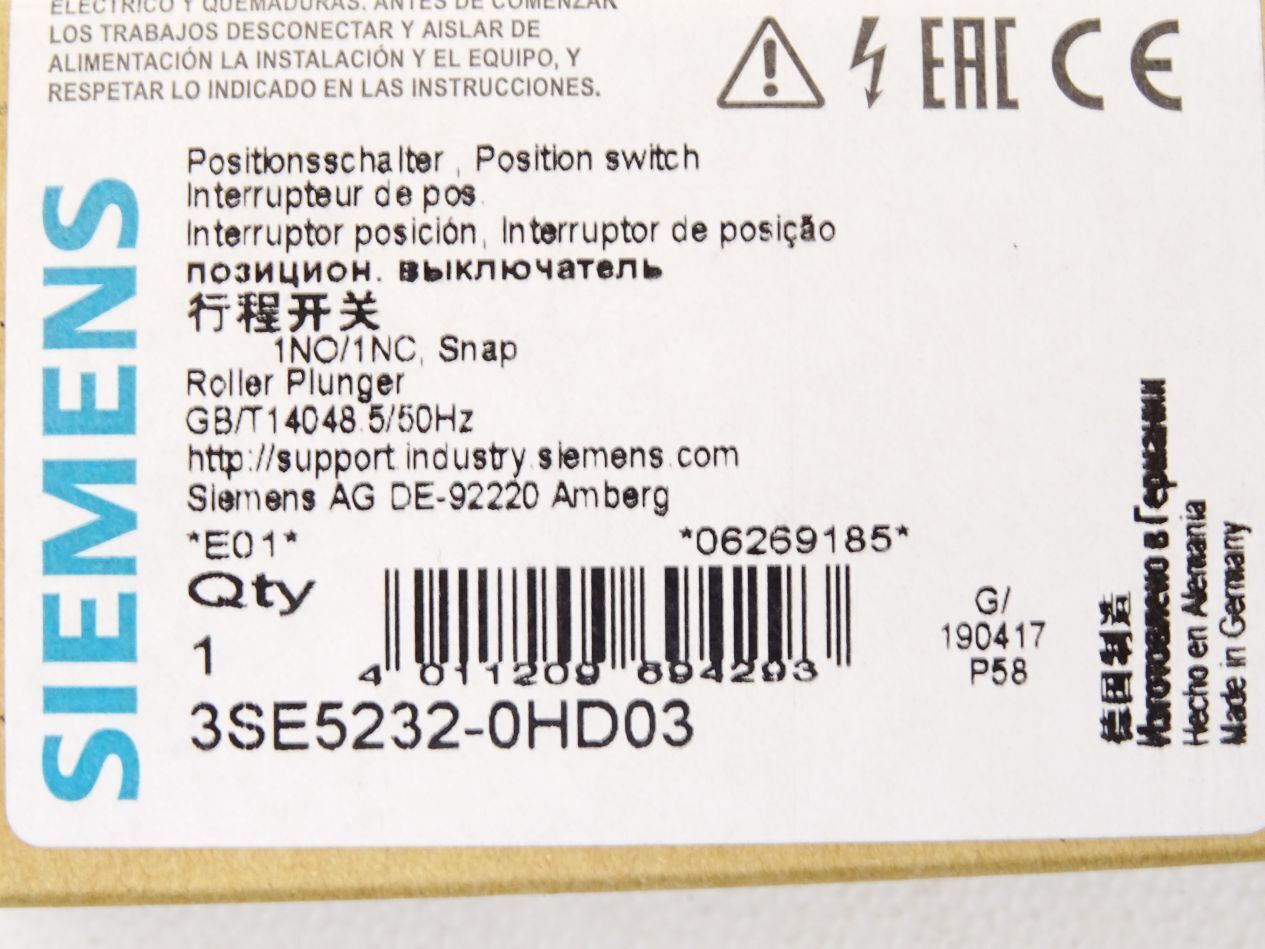 ELÉCTRICO Y QUEMADURAS. ANTES DE COMENZAR
LOS TRABAJOS DESCONECTAR Y AISLAR DE
ALIMENTACIÓN LA INSTALACIÓN Y EL EQUIPO, Y
RESPETAR LO INDICADO EN LAS INSTRUCCIONES.
EAC CE
SIEMENS
Positionsschalter, Position switch
Interrupteur de pos.
Interruptor posición, Interruptor de posição
позицион. выключатель
行程开关
1NO/1NC, Snap
Roller Plunger
GB/T14048.5/50Hz
http://support.industry.siemens.com
Siemens AG DE-92220 Amberg
*E01* *06269185*
Qty
1
4 011209 694293
3SE5232-0HD03
G/
190417
P58
德国制造
Изготовлено в Германии
Hecho en Alemania
Made in Germany